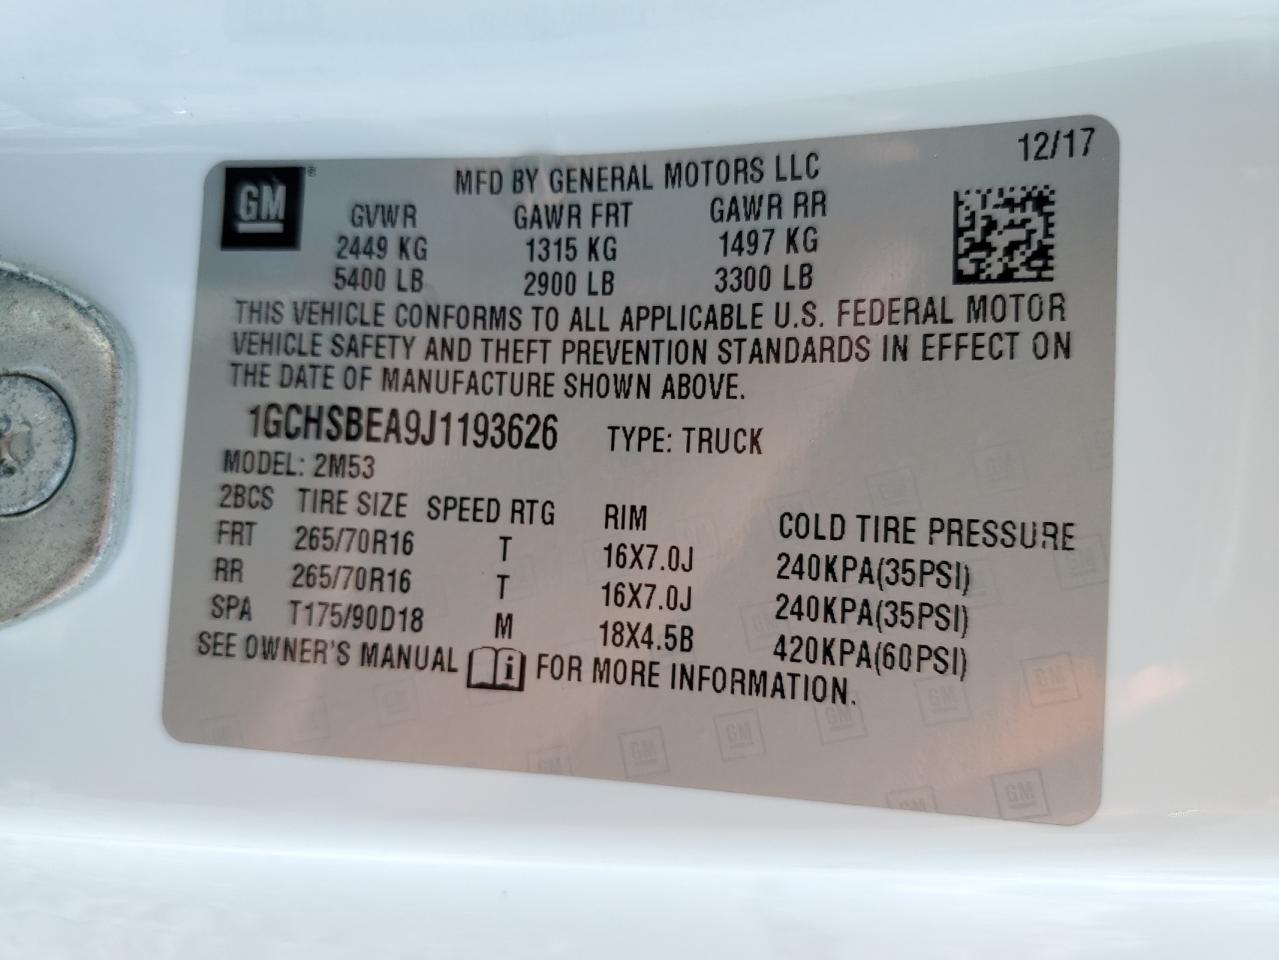 GM®
MFD BY GENERAL MOTORS LLC
12/17
GVWR GAWR FRT GAWR RR
2449 KG 1315 KG 1497 KG
5400 LB 2900 LB 3300 LB
THIS VEHICLE CONFORMS TO ALL APPLICABLE U.S. FEDERAL MOTOR
VEHICLE SAFETY AND THEFT PREVENTION STANDARDS IN EFFECT ON
THE DATE OF MANUFACTURE SHOWN ABOVE.
1GCHSBEA9J1193626 TYPE: TRUCK
MODEL: 2M53
2BCS TIRE SIZE SPEED RTG RIM COLD TIRE PRESSURE
FRT 265/70R16 T 16X7.0J 240KPA(35PSI)
RR 265/70R16 T 16X7.0J 240KPA(35PSI)
SPA T175/90D18 M 18X4.5B 420KPA(60PSI)
SEE OWNER'S MANUAL i FOR MORE INFORMATION.